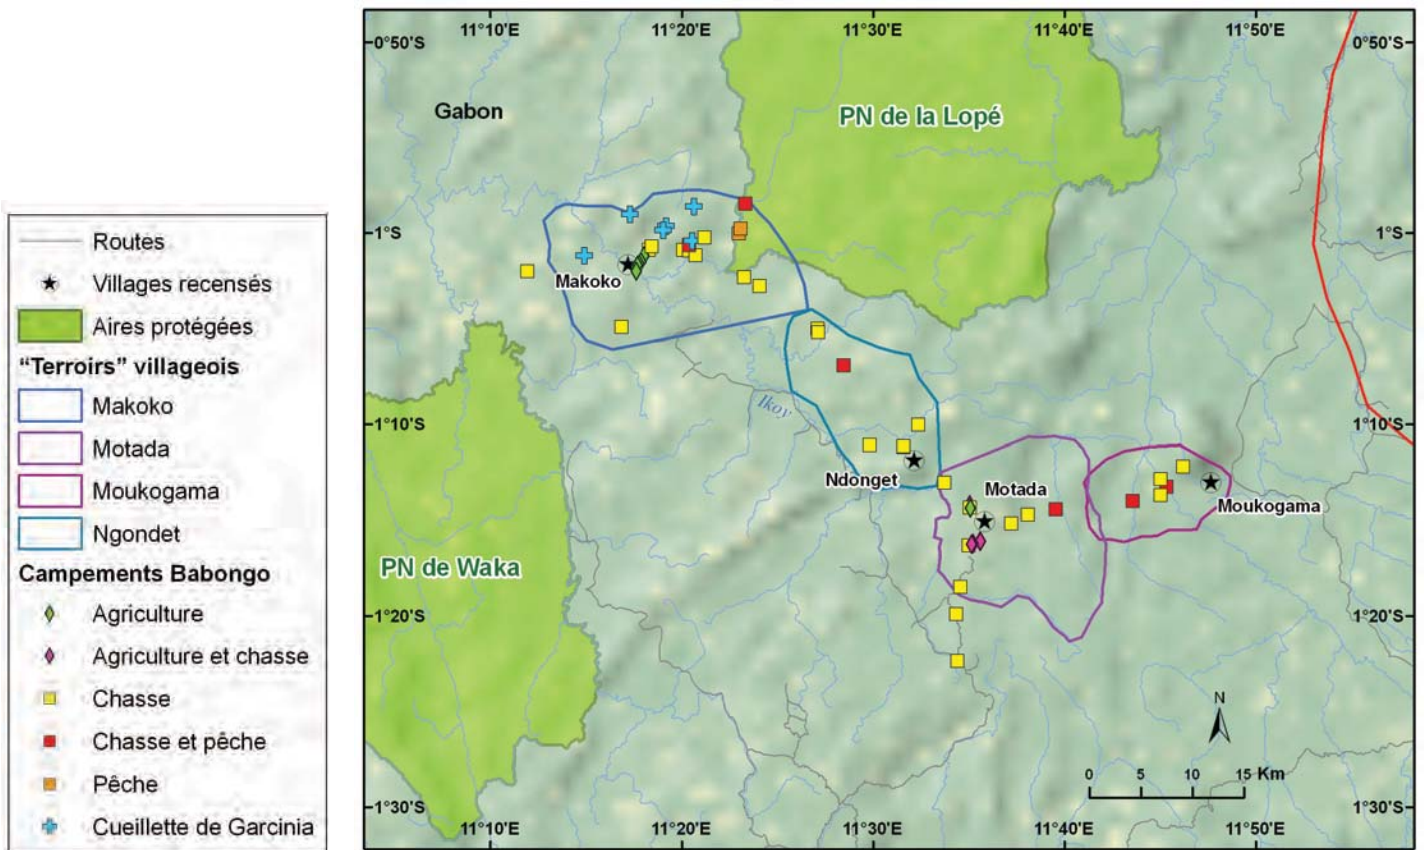 11°10'E 11°20'E 11°30'E 11°40'E 11°50'E
0°50'S 0°50'S
Gabon
PN de la Lopé
Routes
Villages recensés
Aires protégées
"Terroirs" villageois
Makoko
Motada
Moukogama
Ngondet
Campements Babongo
Agriculture
Agriculture et chasse
Chasse
Chasse et pêche
Pêche
Cueillette de Garcinia
1°S 1°S
Makoko
Ikoy
1°10'S 1°10'S
Ndonget
Motada
Moukogama
PN de Waka
1°20'S 1°20'S
N
0 5 10 15 Km
1°30'S 1°30'S
11°10'E 11°20'E 11°30'E 11°40'E 11°50'E